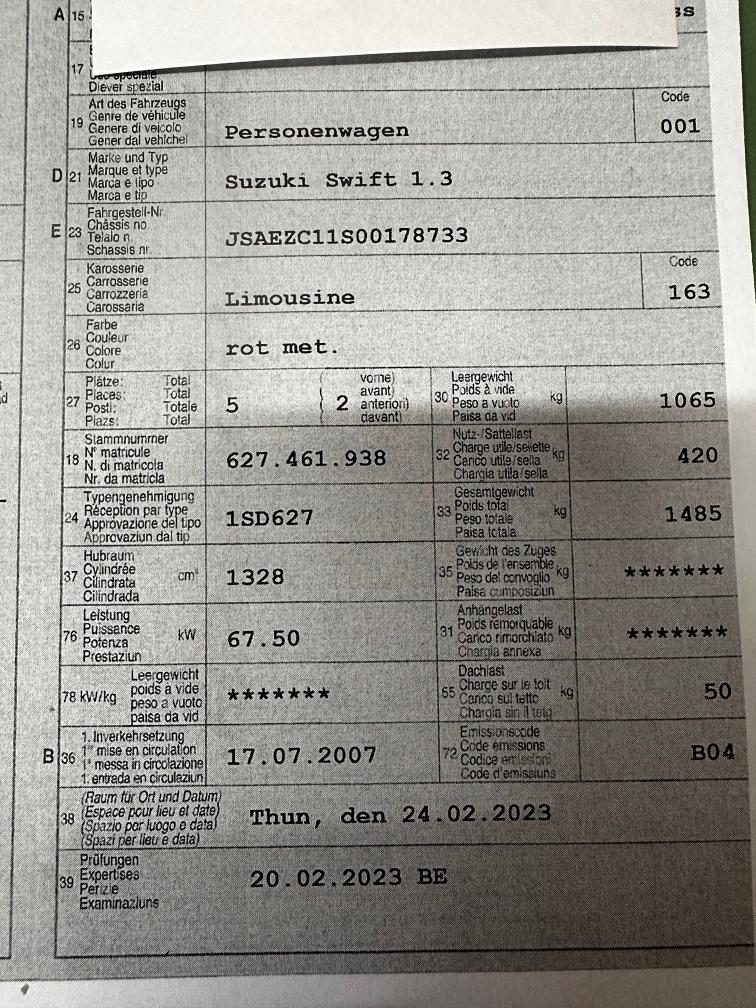 A 15 SS
17
Diever spezial
19 Art des Fahrzeugs
Genre de véhicule
Genere di veicolo
Gener dal vehichel
Personenwagen
Code
001
D 21 Marke und Typ
Marque et type
Marca e tipo
Marca e tip
Suzuki Swift 1.3
E 23 Fahrgestell-Nr.
Châssis no
Telaio n.
Schassis nr.
JSAEZC11S00178733
25 Karosserie
Carrosserie
Carrozzeria
Carossaria
Limousine
Code
163
26 Farbe
Couleur
Colore
Colur
rot met.
27 Plätze: Total
Places: Total
Posti: Totale
Plazs: Total
5
2
vorne)
avant)
anteriori)
davant)
30 Leergewicht
Poids à vide
Peso a vuoto
Paisa da vid
kg
1065
18 Stammnummer
N° matricule
N. di matricola
Nr. da matricla
627.461.938
32 Nutz-/Sattellast
Charge utile/sellette
Carico utile/sella
Chargia utila/sella
kg
420
24 Typengenehmigung
Réception par type
Approvazione del tipo
Approvaziun dal tip
1SD627
33 Gesamtgewicht
Poids total
Peso totale
Paisa totala
kg
1485
37 Hubraum
Cylindrée
Cilindrata
Cilindrada
cm³
1328
35 Gewicht des Zuges
Poids de l'ensemble
Peso del convoglio
Paisa cumposiziun
kg
*******
76 Leistung
Puissance
Potenza
Prestaziun
kW
67.50
31 Anhängelast
Poids remorquable
Carico rimorchiato
Chargia annexa
kg
*******
78 kW/kg
Leergewicht
poids à vide
peso a vuoto
paisa da vid
*******
55 Dachlast
Charge sur le toit
Carico sul tetto
Chargia sin il tetg
kg
50
B 36 1. Inverkehrsetzung
1re mise en circulation
1a messa in circolazione
1. entrada en circulaziun
17.07.2007
72 Emissionscode
Code émissions
Codice emissioni
Code d'emissiuns
B04
38 (Raum für Ort und Datum)
(Espace pour lieu et date)
(Spazio per luogo e data)
(Spazi per lieu e data)
Thun, den 24.02.2023
39 Prüfungen
Expertises
Perizie
Examinaziuns
20.02.2023 BE